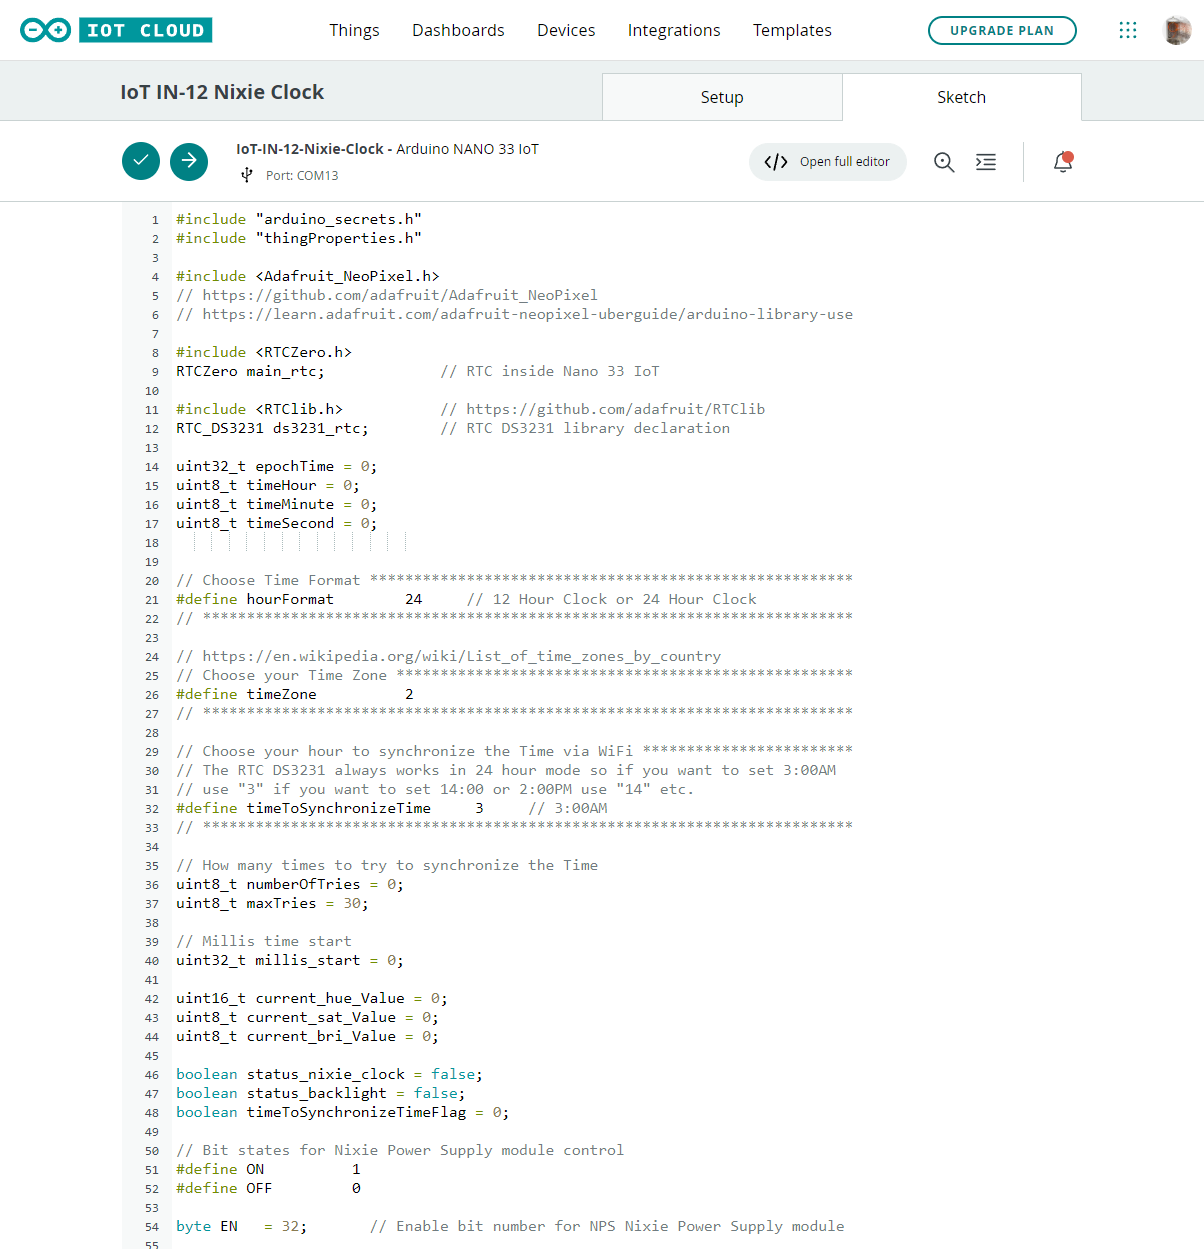 IOT CLOUD
Things Dashboards Devices Integrations Templates UPGRADE PLAN
IoT IN-12 Nixie Clock
Setup Sketch
IoT-IN-12-Nixie-Clock - Arduino NANO 33 IoT
Port: COM13
</> Open full editor
1 #include "arduino_secrets.h"
2 #include "thingProperties.h"
3
4 #include <Adafruit_NeoPixel.h>
5 // https://github.com/adafruit/Adafruit_NeoPixel
6 // https://learn.adafruit.com/adafruit-neopixel-uberguide/arduino-library-use
7
8 #include <RTCZero.h>
9 RTCZero main_rtc;             // RTC inside Nano 33 IoT
10
11 #include <RTClib.h>           // https://github.com/adafruit/RTClib
12 RTC_DS3231 ds3231_rtc;        // RTC DS3231 library declaration
13
14 uint32_t epochTime = 0;
15 uint8_t timeHour = 0;
16 uint8_t timeMinute = 0;
17 uint8_t timeSecond = 0;
18
19
20 // Choose Time Format *******************************************************
21 #define hourFormat        24     // 12 Hour Clock or 24 Hour Clock
22 // **************************************************************************
23
24 // https://en.wikipedia.org/wiki/List_of_time_zones_by_country
25 // Choose your Time Zone ****************************************************
26 #define timeZone          2
27 // **************************************************************************
28
29 // Choose your hour to synchronize the Time via WiFi ************************
30 // The RTC DS3231 always works in 24 hour mode so if you want to set 3:00AM
31 // use "3" if you want to set 14:00 or 2:00PM use "14" etc.
32 #define timeToSynchronizeTime     3     // 3:00AM
33 // **************************************************************************
34
35 // How many times to try to synchronize the Time
36 uint8_t numberOfTries = 0;
37 uint8_t maxTries = 30;
38
39 // Millis time start
40 uint32_t millis_start = 0;
41
42 uint16_t current_hue_Value = 0;
43 uint8_t current_sat_Value = 0;
44 uint8_t current_bri_Value = 0;
45
46 boolean status_nixie_clock = false;
47 boolean status_backlight = false;
48 boolean timeToSynchronizeTimeFlag = 0;
49
50 // Bit states for Nixie Power Supply module control
51 #define ON          1
52 #define OFF         0
53
54 byte EN   = 32;       // Enable bit number for NPS Nixie Power Supply module
55